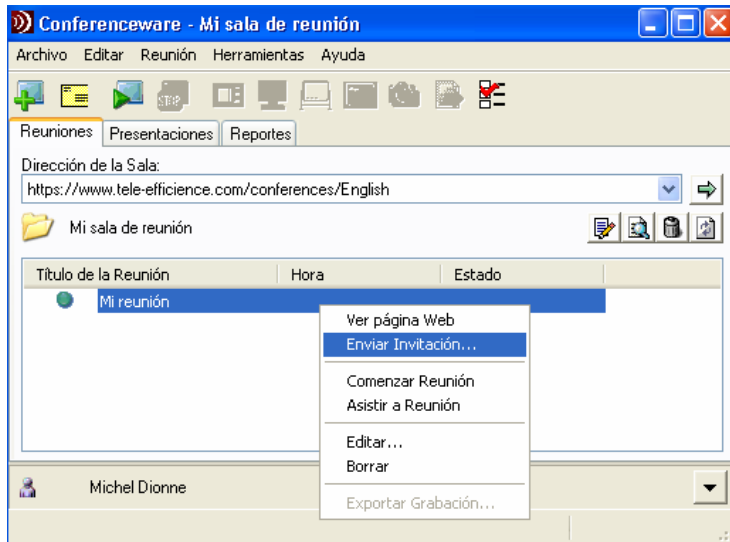 Conferenceware - Mi sala de reunión
Archivo Editar Reunión Herramientas Ayuda
STOP
Reuniones Presentaciones Reportes
Dirección de la Sala:
https://www.tele-efficience.com/conferences/English
Mi sala de reunión
Título de la Reunión Hora Estado
Mi reunión
Ver página Web
Enviar Invitación...
Comenzar Reunión
Asistir a Reunión
Editar...
Borrar
Exportar Grabación...
Michel Dionne